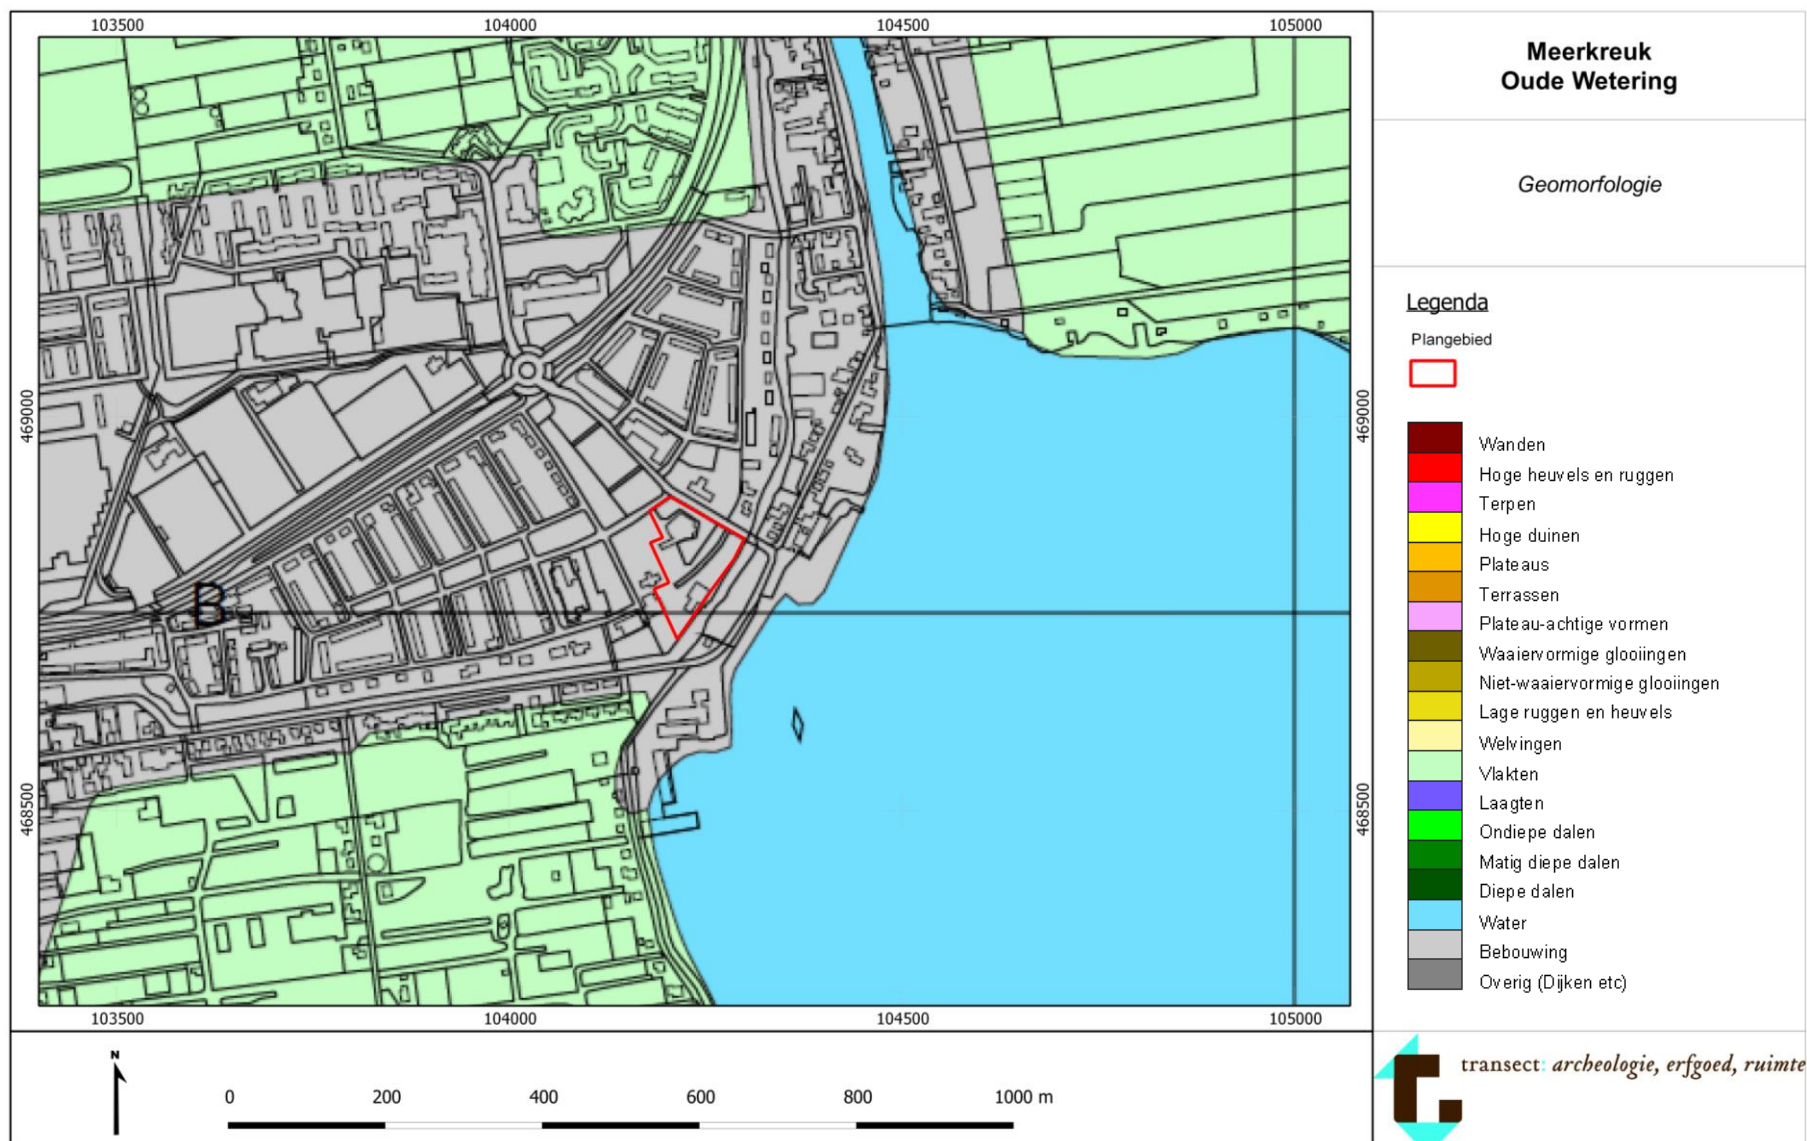 103500 104000 104500 105000
469000 469000
B
468500 468500
103500 104000 104500 105000
N
0 200 400 600 800 1000 m
Meerkreuk
Oude Wetering
Geomorfologie
Legenda
Plangebied
Wanden
Hoge heuvels en ruggen
Terpen
Hoge duinen
Plateaus
Terrassen
Plateau-achtige vormen
Waaiervormige glooiingen
Niet-waaiervormige glooiingen
Lage ruggen en heuvels
Welvingen
Vlakten
Laagten
Ondiepe dalen
Matig diepe dalen
Diepe dalen
Water
Bebouwing
Overig (Dijken etc)
transect: archeologie, erfgoed, ruimte